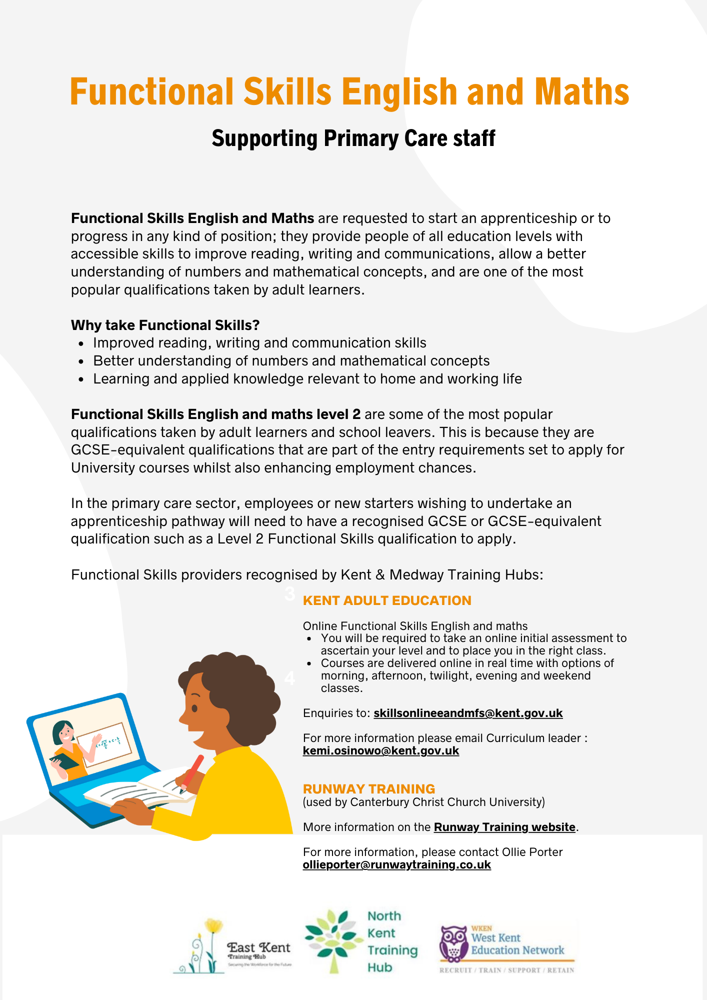 Functional Skills English and Maths
Supporting Primary Care staff
Functional Skills English and Maths are requested to start an apprenticeship or to
progress in any kind of position; they provide people of all education levels with
accessible skills to improve reading, writing and communications, allow a better
understanding of numbers and mathematical concepts, and are one of the most
popular qualifications taken by adult learners.
Why take Functional Skills?
• Improved reading, writing and communication skills
• Better understanding of numbers and mathematical concepts
• Learning and applied knowledge relevant to home and working life
Functional Skills English and maths level 2 are some of the most popular
qualifications taken by adult learners and school leavers. This is because they are
GCSE-equivalent qualifications that are part of the entry requirements set to apply for
University courses whilst also enhancing employment chances.
In the primary care sector, employees or new starters wishing to undertake an
apprenticeship pathway will need to have a recognised GCSE or GCSE-equivalent
qualification such as a Level 2 Functional Skills qualification to apply.
Functional Skills providers recognised by Kent & Medway Training Hubs:
3
KENT ADULT EDUCATION
Online Functional Skills English and maths
• You will be required to take an online initial assessment to
ascertain your level and to place you in the right class.
• Courses are delivered online in real time with options of
morning, afternoon, twilight, evening and weekend
classes.
4
Enquiries to: skillsonlineeandmfs@kent.gov.uk
For more information please email Curriculum leader :
kemi.osinowo@kent.gov.uk
RUNWAY TRAINING
(used by Canterbury Christ Church University)
More information on the Runway Training website.
For more information, please contact Ollie Porter
ollieporter@runwaytraining.co.uk
East Kent
Training Hub
Securing the Workforce for the Future
North
Kent
Training
Hub
WKEN
West Kent
Education Network
RECRUIT / TRAIN / SUPPORT / RETAIN